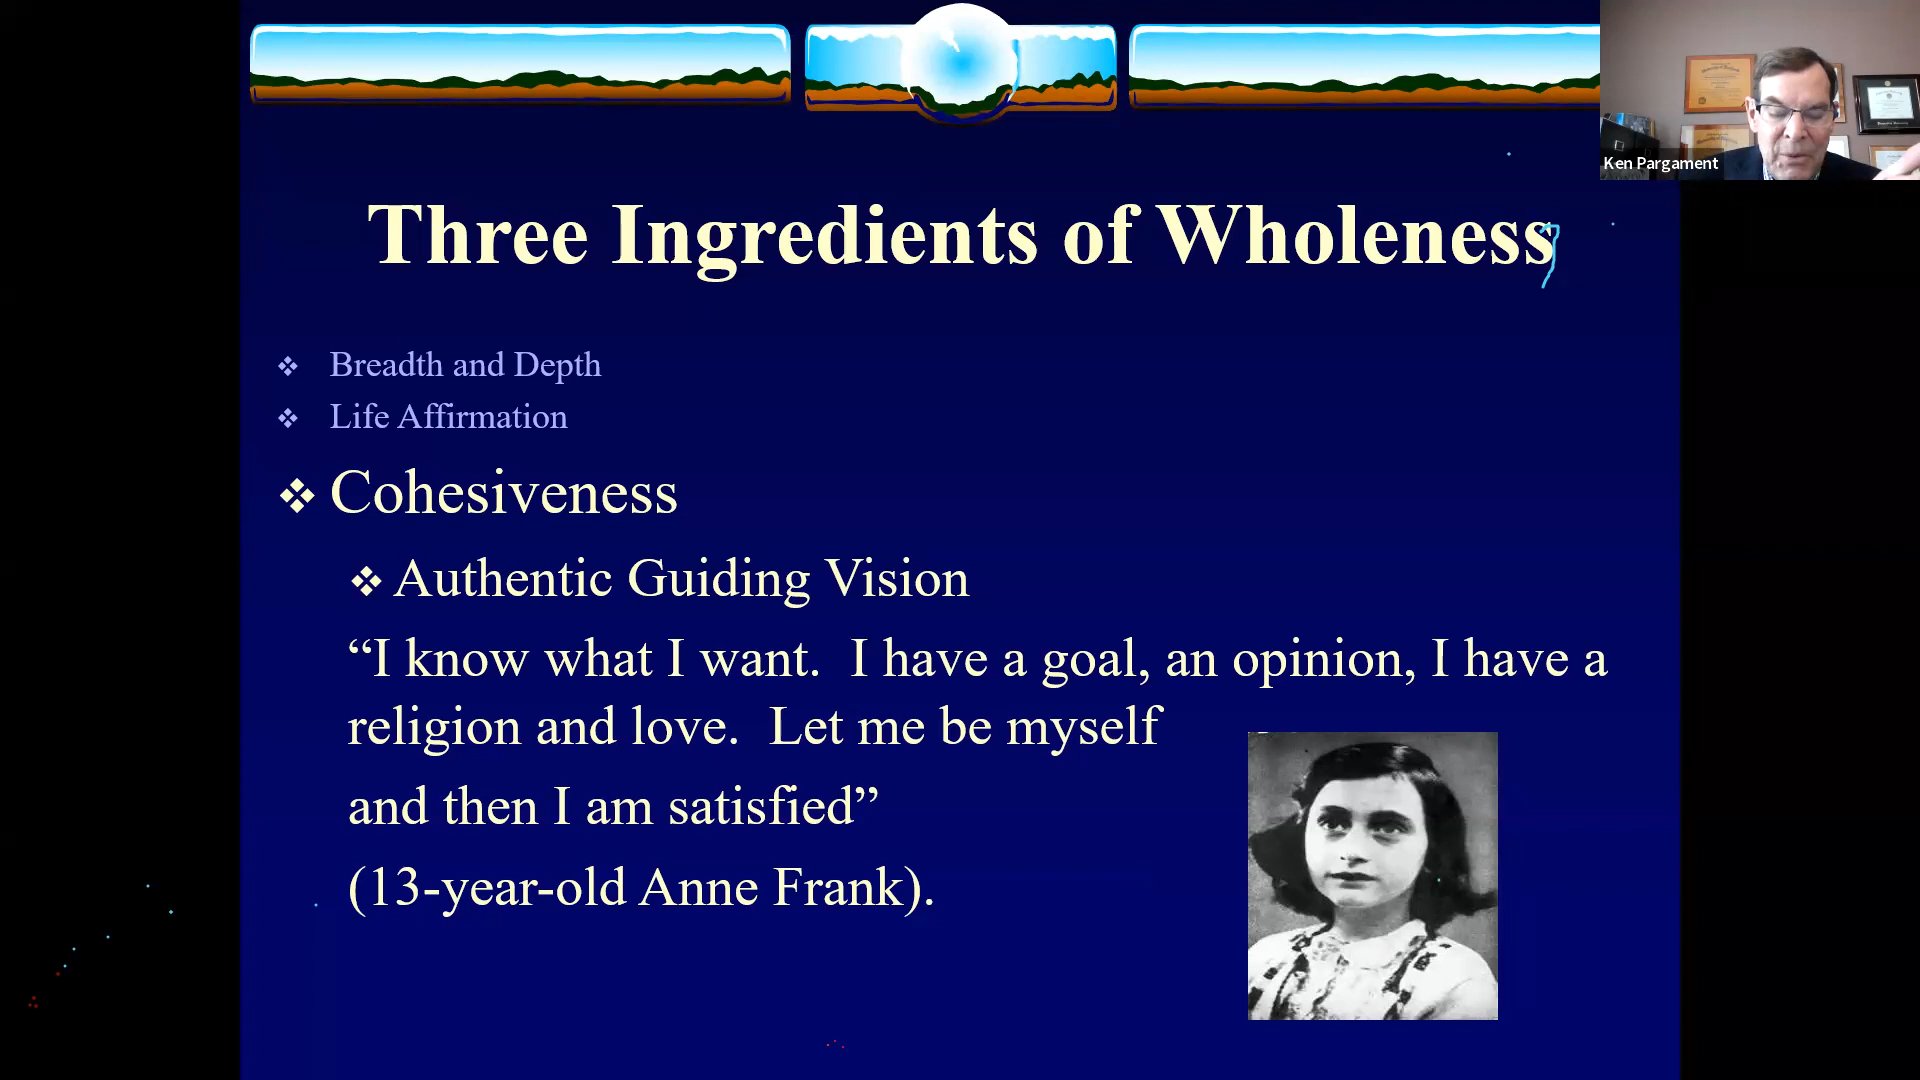 Ken Pargament
Three Ingredients of Wholeness
❖ Breadth and Depth
❖ Life Affirmation
❖ Cohesiveness
❖ Authentic Guiding Vision
“I know what I want.  I have a goal, an opinion, I have a
religion and love.  Let me be myself
and then I am satisfied”
(13-year-old Anne Frank).